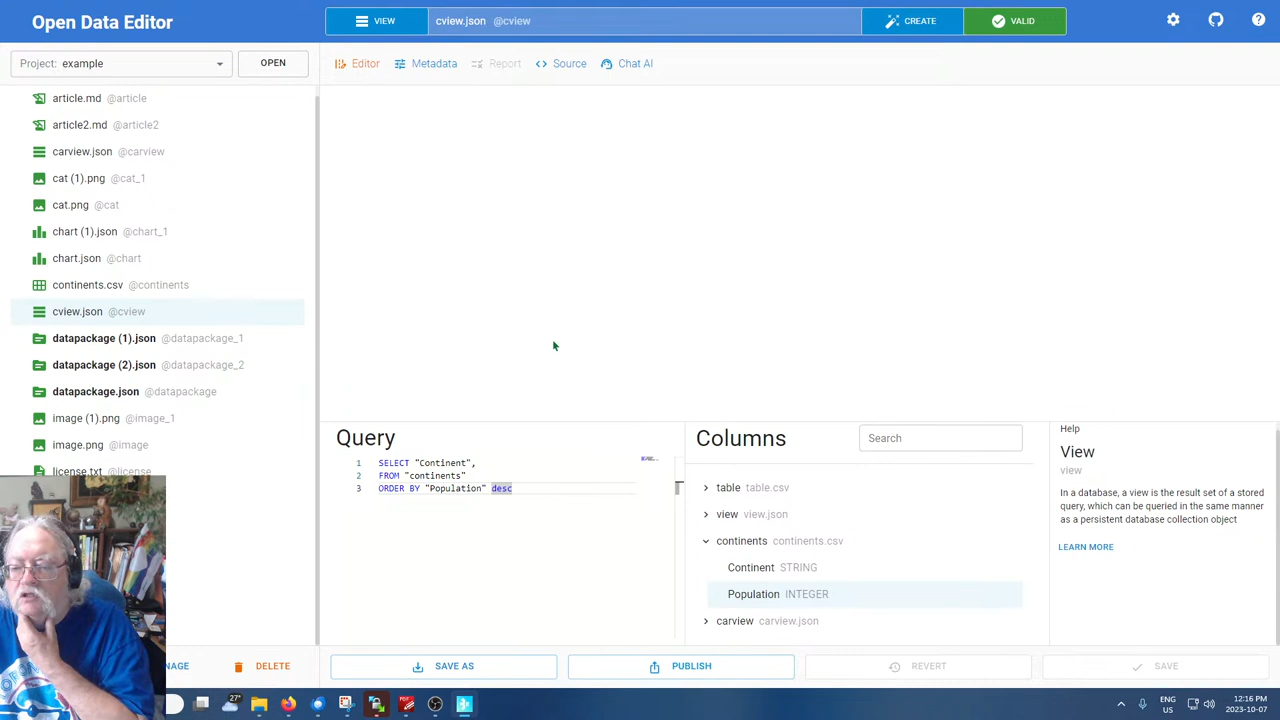 Open Data Editor
VIEW
cview.json @cview
CREATE
VALID
Project: example
OPEN
Editor
Metadata
Report
Source
Chat AI
article.md @article
article2.md @article2
carview.json @carview
cat (1).png @cat_1
cat.png @cat
chart (1).json @chart_1
chart.json @chart
continents.csv @continents
cview.json @cview
datapackage (1).json @datapackage_1
datapackage (2).json @datapackage_2
datapackage.json @datapackage
image (1).png @image_1
image.png @image
license.txt @license
NAGE
DELETE
Query
1 SELECT "Continent",
2 FROM "continents"
3 ORDER BY "Population" desc
Columns
Search
table table.csv
view view.json
continents continents.csv
Continent STRING
Population INTEGER
carview carview.json
Help
View
view
In a database, a view is the result set of a stored
query, which can be queried in the same manner
as a persistent database collection object
LEARN MORE
SAVE AS
PUBLISH
REVERT
SAVE
27°
ENG
US
12:16 PM
2023-10-07